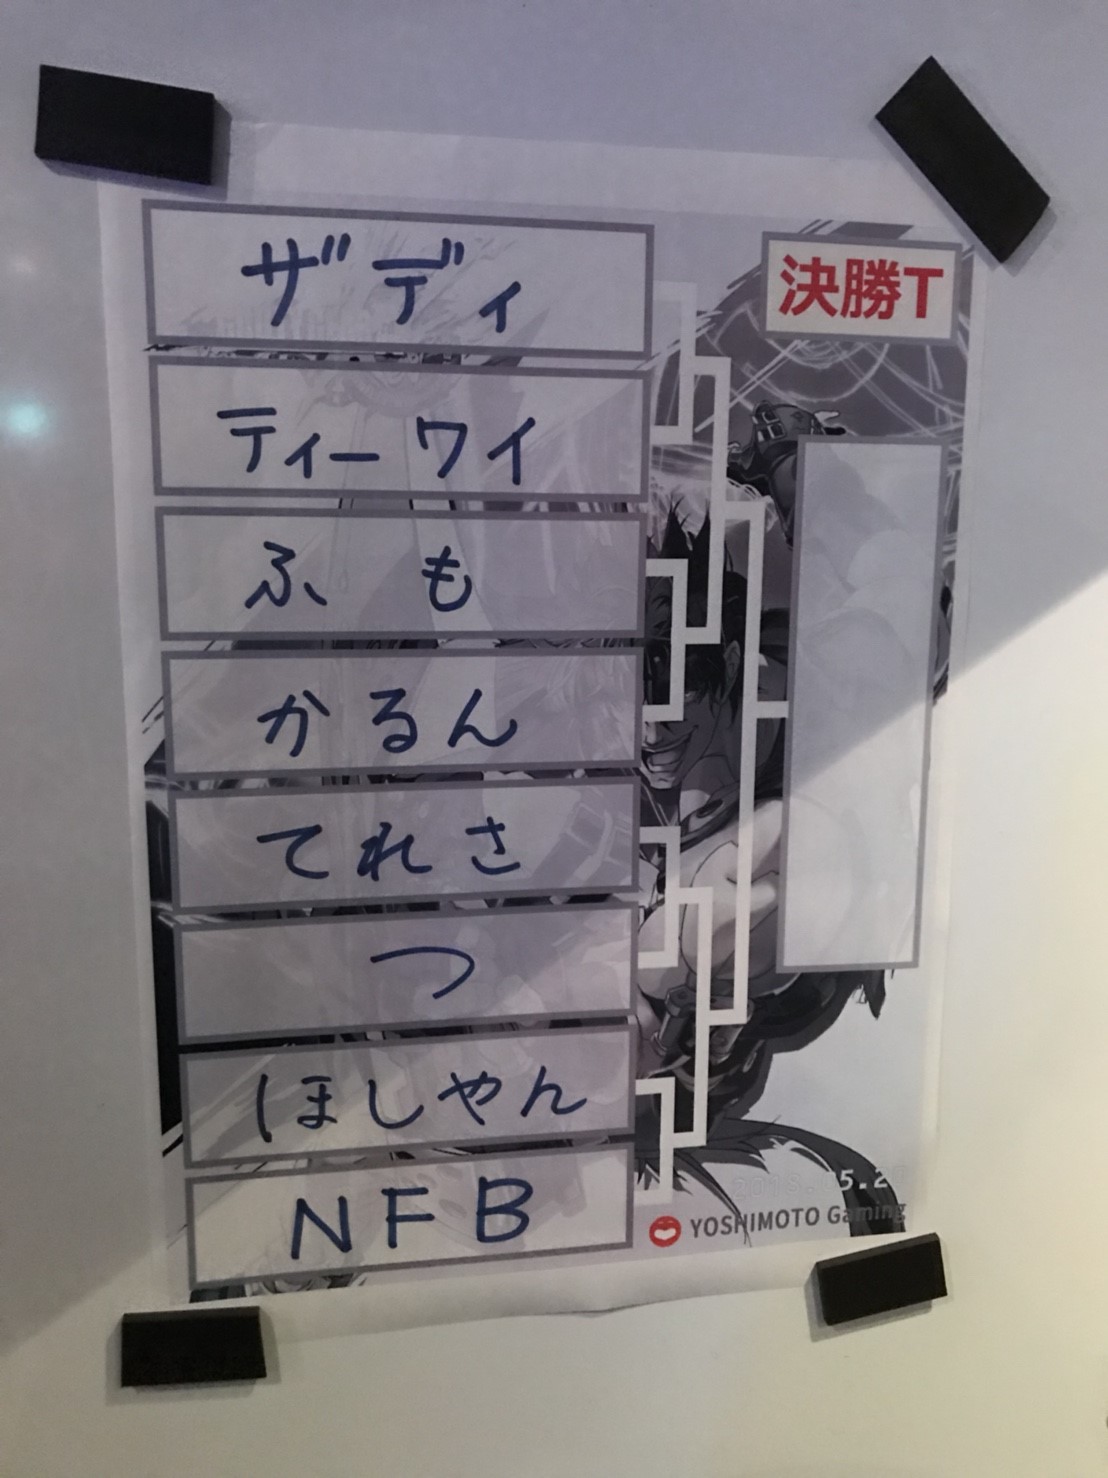 ザディ
決勝T
ティーワイ
ふも
かるん
てれさ
つ
ほしやん
NFB
YOSHIMOTO Gaming